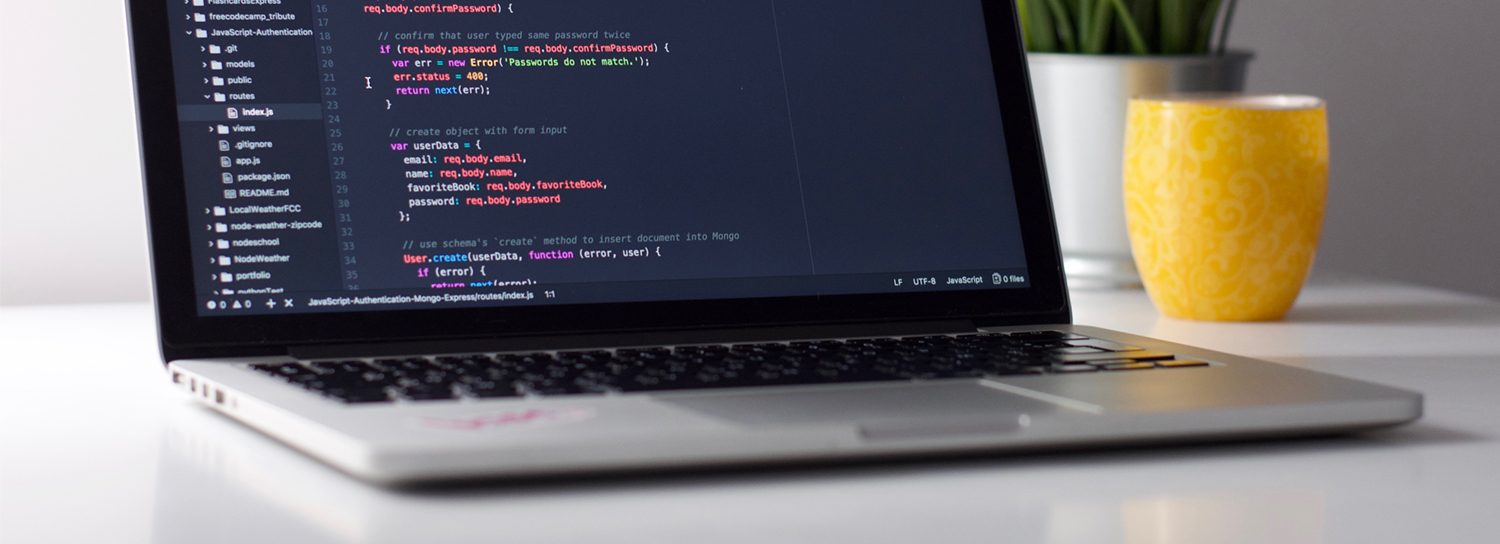 FlashcardsExpress
freecodecamp_tribute
JavaScript-Authentication
.git
models
public
routes
index.js
views
.gitignore
app.js
package.json
README.md
LocalWeatherFCC
node-weather-zipcode
nodeschool
NodeWeather
portfolio
pythonTest
16 req.body.confirmPassword) {
17
18 // confirm that user typed same password twice
19 if (req.body.password !== req.body.confirmPassword) {
20 var err = new Error('Passwords do not match.');
21 err.status = 400;
22 return next(err);
23 }
24
25 // create object with form input
26 var userData = {
27 email: req.body.email,
28 name: req.body.name,
29 favoriteBook: req.body.favoriteBook,
30 password: req.body.password
31 };
32
33 // use schema's `create` method to insert document into Mongo
34 User.create(userData, function (error, user) {
35 if (error) {
36 return next(error);
0 0 + × JavaScript-Authentication-Mongo-Express/routes/index.js 1:1 LF UTF-8 JavaScript 0 files